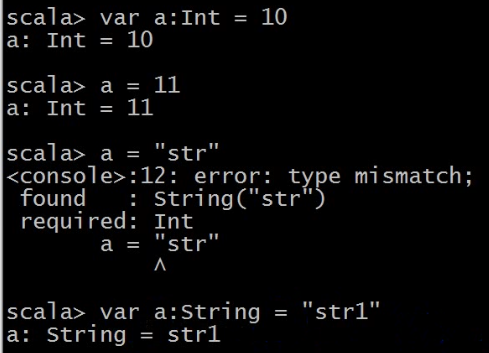 scala> var a:Int = 10
a: Int = 10
scala> a = 11
a: Int = 11
scala> a = "str"
<console>:12: error: type mismatch;
 found   : String("str")
 required: Int
       a = "str"
           ^
scala> var a:String = "str1"
a: String = str1